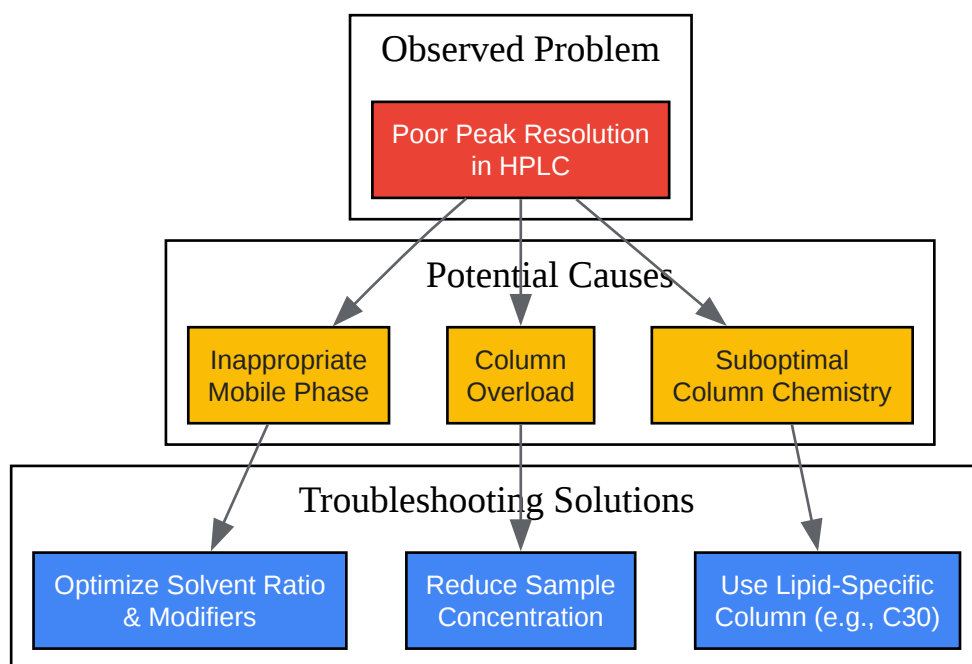 Observed Problem
Poor Peak Resolution
in HPLC
Potential Causes
Inappropriate
Mobile Phase
Column
Overload
Suboptimal
Column Chemistry
Troubleshooting Solutions
Optimize Solvent Ratio
& Modifiers
Reduce Sample
Concentration
Use Lipid-Specific
Column (e.g., C30)